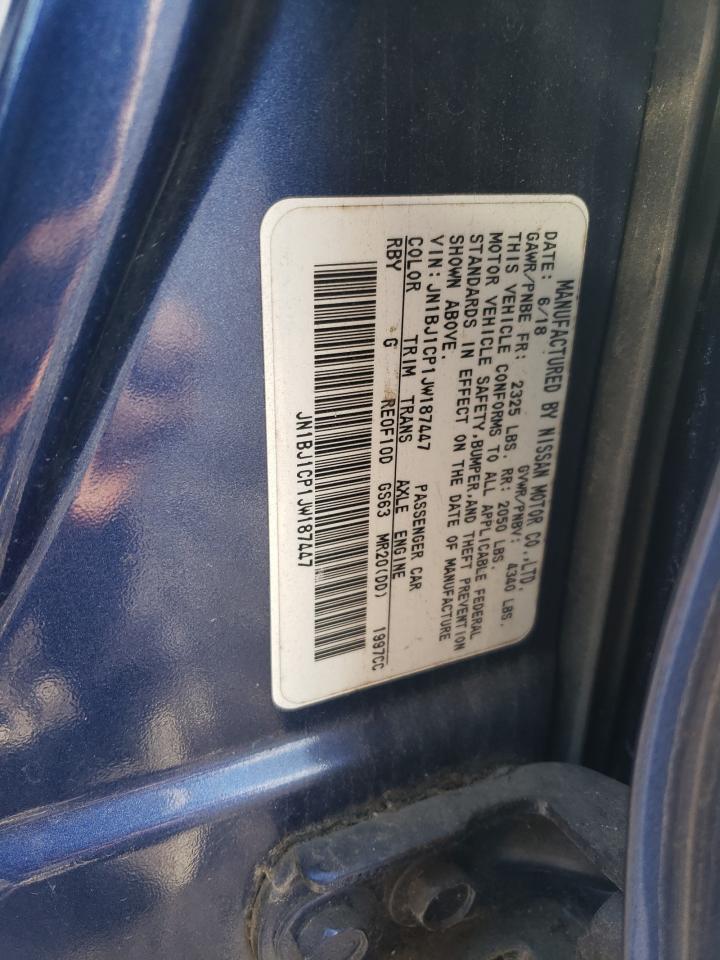 MANUFACTURED BY NISSAN MOTOR CO.,LTD.
DATE: 6/18 GVWR/PNBV: 4340 LBS.
GAWR/PNBE FR: 2325 LBS. RR: 2050 LBS.
THIS VEHICLE CONFORMS TO ALL APPLICABLE FEDERAL
MOTOR VEHICLE SAFETY,BUMPER,AND THEFT PREVENTION
STANDARDS IN EFFECT ON THE DATE OF MANUFACTURE
SHOWN ABOVE.
VIN:JN1BJ1CP1JW187447 PASSENGER CAR
COLOR TRIM TRANS AXLE ENGINE
RBY G RE0F10D GS63 MR20(DD) 1997CC
JN1BJ1CP1JW187447